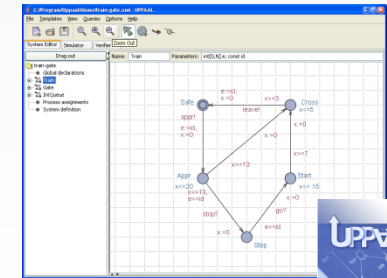 C:/Program/Uppaal/demo/train-gate.xml - UPPAAL
File Templates View Queries Options Help
System Editor Simulator Verifier
Zoom Out
Drag out
Name: Train Parameters: int[0,N] e; const id
train-gate
Global declarations
Train
Gate
IntQueue
Process assignments
System definition
Safe
e:=id,
x:=0
x>=3
leave!
Cross
x<=5
appr!
e:=id,
x:=0
x:=0
x:=0
x>=10
x>=7
Appr
x<=20
x<=10,
e==id
Start
x<= 15
x:=0
stop?
go?
x:=0
e==id
Stop
UPPA